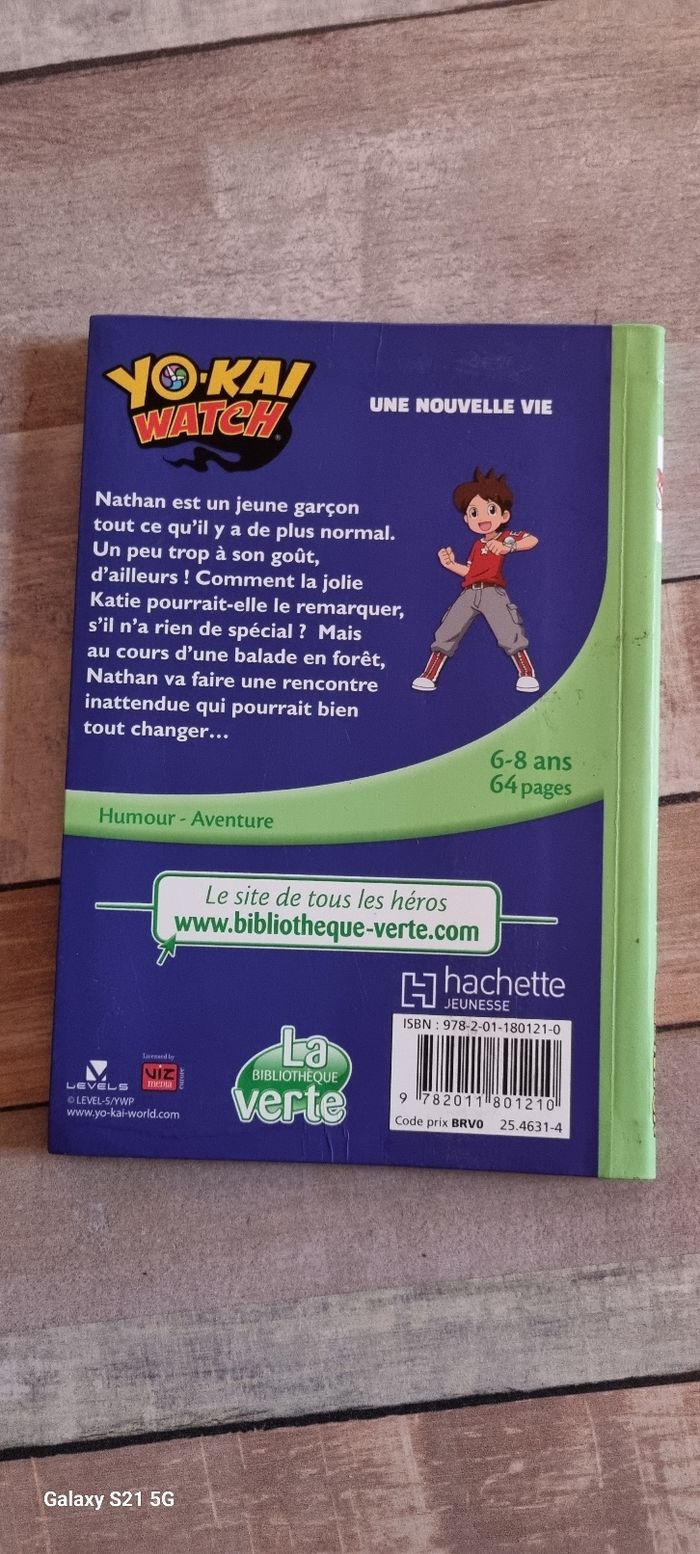 YO-KAI
WATCH
UNE NOUVELLE VIE
Nathan est un jeune garçon
tout ce qu'il y a de plus normal.
Un peu trop à son goût,
d'ailleurs ! Comment la jolie
Katie pourrait-elle le remarquer,
s'il n'a rien de spécial ? Mais
au cours d'une balade en forêt,
Nathan va faire une rencontre
inattendue qui pourrait bien
tout changer...
6-8 ans
64 pages
Humour - Aventure
Le site de tous les héros
www.bibliotheque-verte.com
hachette
JEUNESSE
ISBN : 978-2-01-180121-0
9 782011 801210
Code prix BRV0 25.4631-4
La
BIBLIOTHÈQUE
verte
LEVEL5
Licensed by
VIZ
media
europe
© LEVEL-5/YWP
www.yo-kai-world.com
Galaxy S21 5G